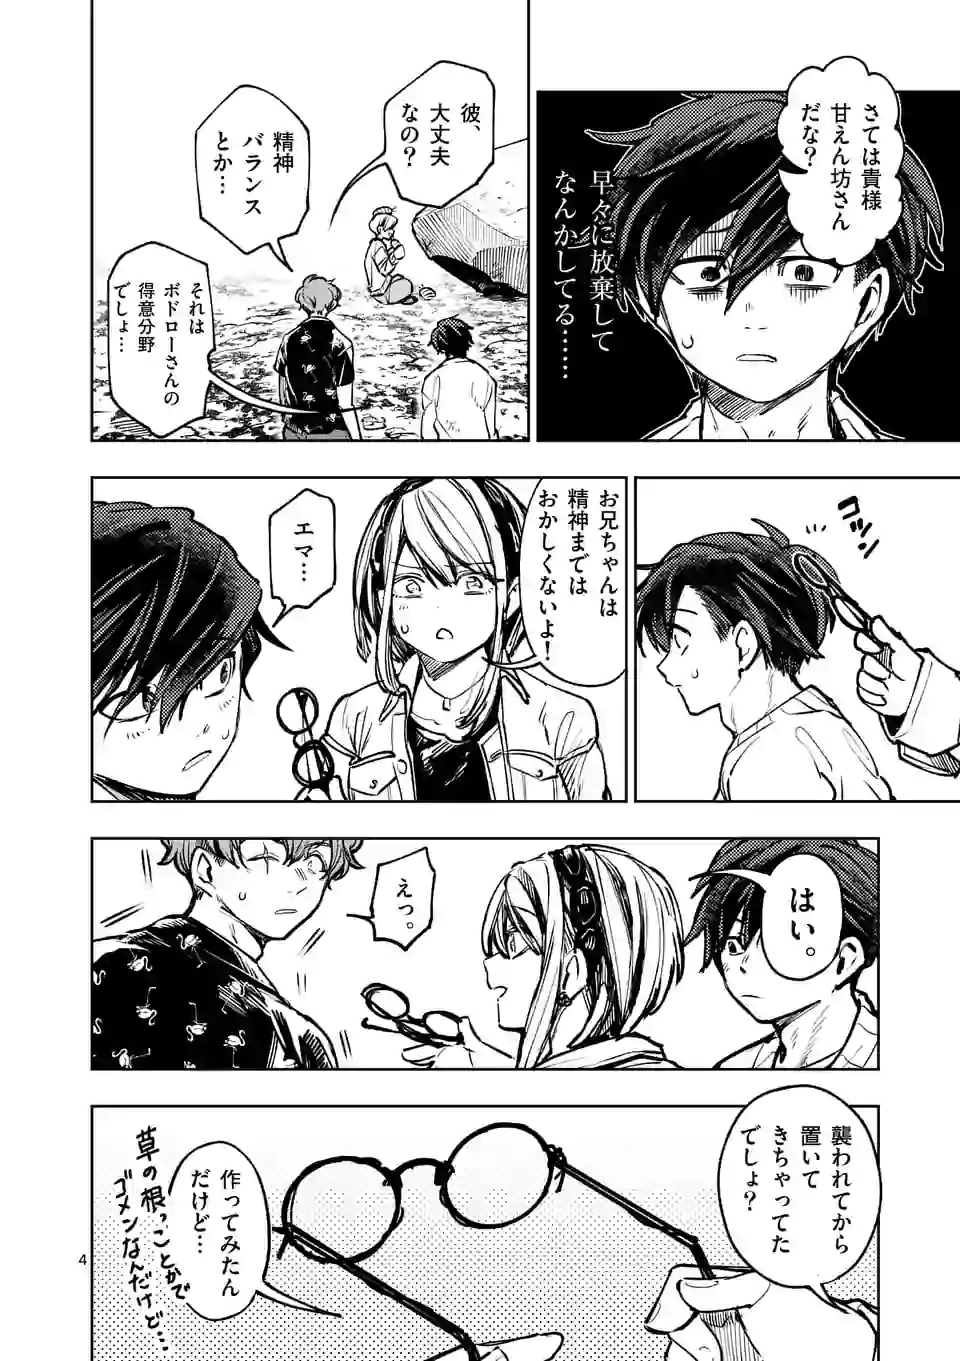 さては貴様
甘えん坊さん
だな？
早々に放棄して
なんかしてる……
彼、
大丈夫
なの？
精神
バランス
とか…
それは
ボドローさんの
得意分野
でしょ…
コツン
お兄ちゃんは
精神までは
おかしくないよ！
エマ…
はい。
えっ。
襲われてから
置いて
きちゃってた
でしょ？
作ってみたん
だけど…
草の根っことかで
ゴメンなんだけど…
4